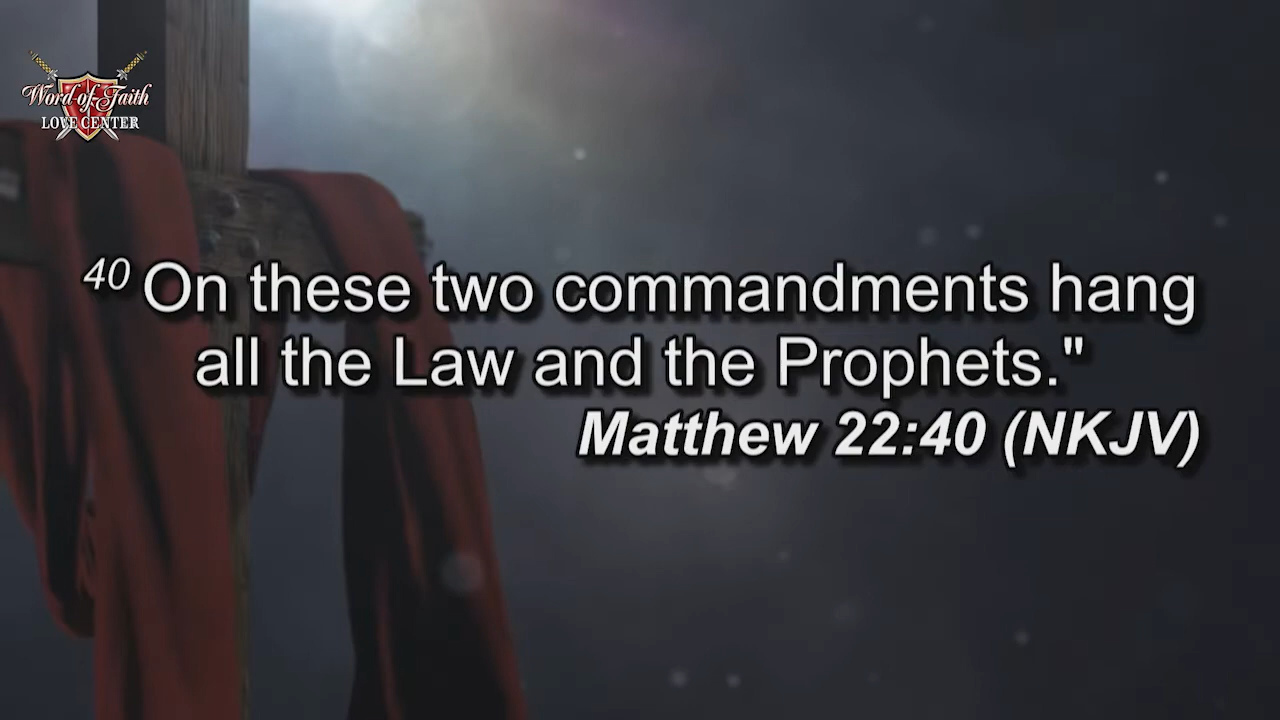 Word of Faith
LOVE CENTER
40 On these two commandments hang
all the Law and the Prophets."
Matthew 22:40 (NKJV)